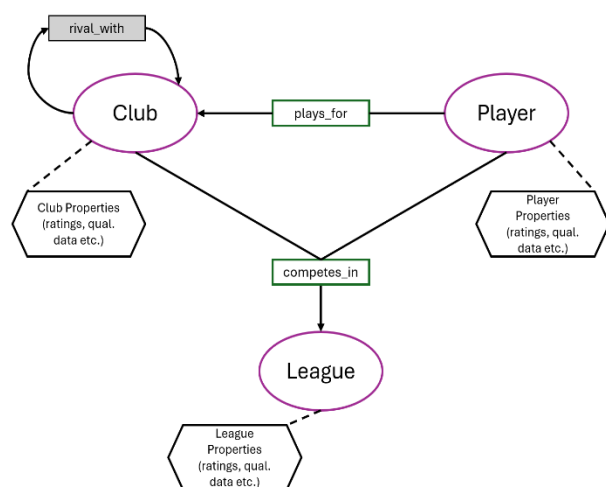 rival_with
Club
plays_for
Player
Club Properties
(ratings, qual.
data etc.)
Player
Properties
(ratings, qual.
data etc.)
competes_in
League
League
Properties
(ratings, qual.
data etc.)